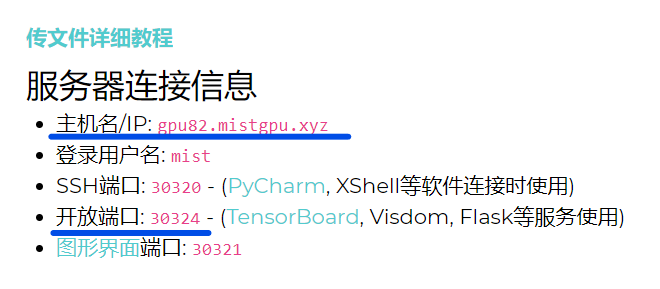 传文件详细教程
服务器连接信息
主机名/IP: gpu82.mistgpu.xyz
登录用户名: mist
SSH端口: 30320 - (PyCharm, XShell等软件连接时使用)
开放端口: 30324 - (TensorBoard, Visdom, Flask等服务使用)
图形界面端口: 30321